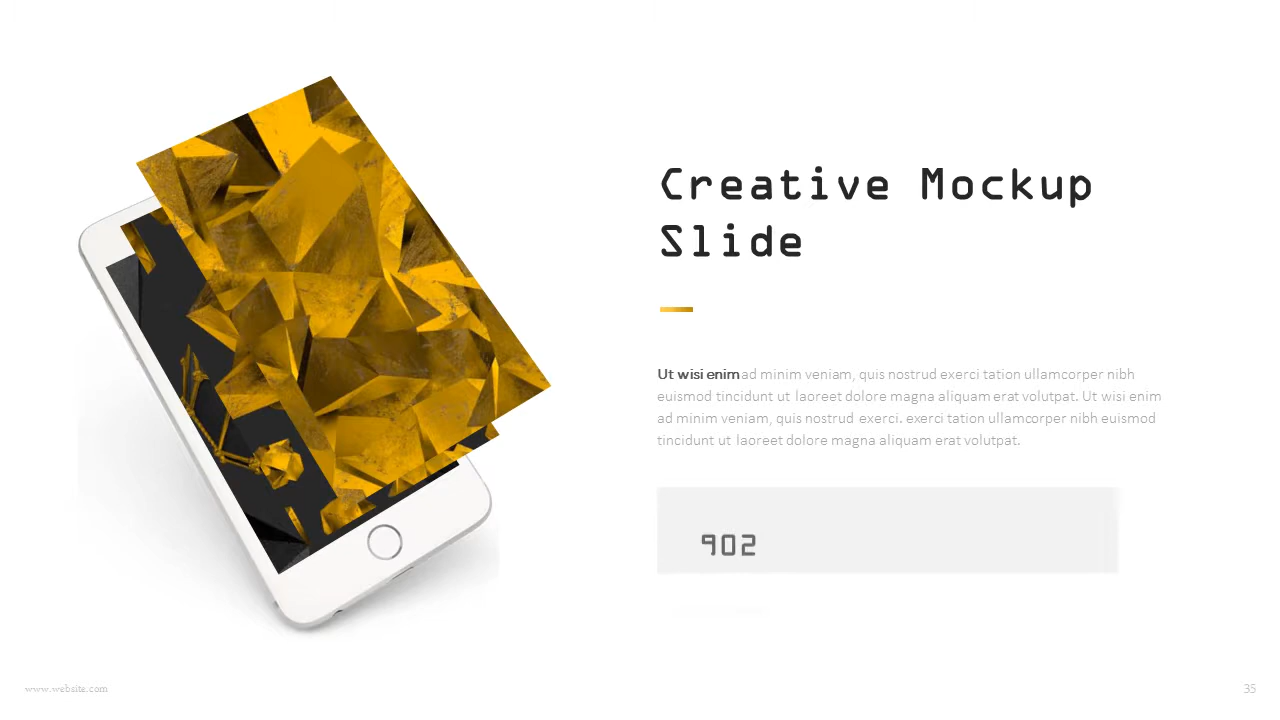 Creative Mockup
Slide
Ut wisi enim ad minim veniam, quis nostrud exerci tation ullamcorper nibh
euismod tincidunt ut laoreet dolore magna aliquam erat volutpat. Ut wisi enim
ad minim veniam, quis nostrud exerci. exerci tation ullamcorper nibh euismod
tincidunt ut laoreet dolore magna aliquam erat volutpat.
902
www.website.com
35